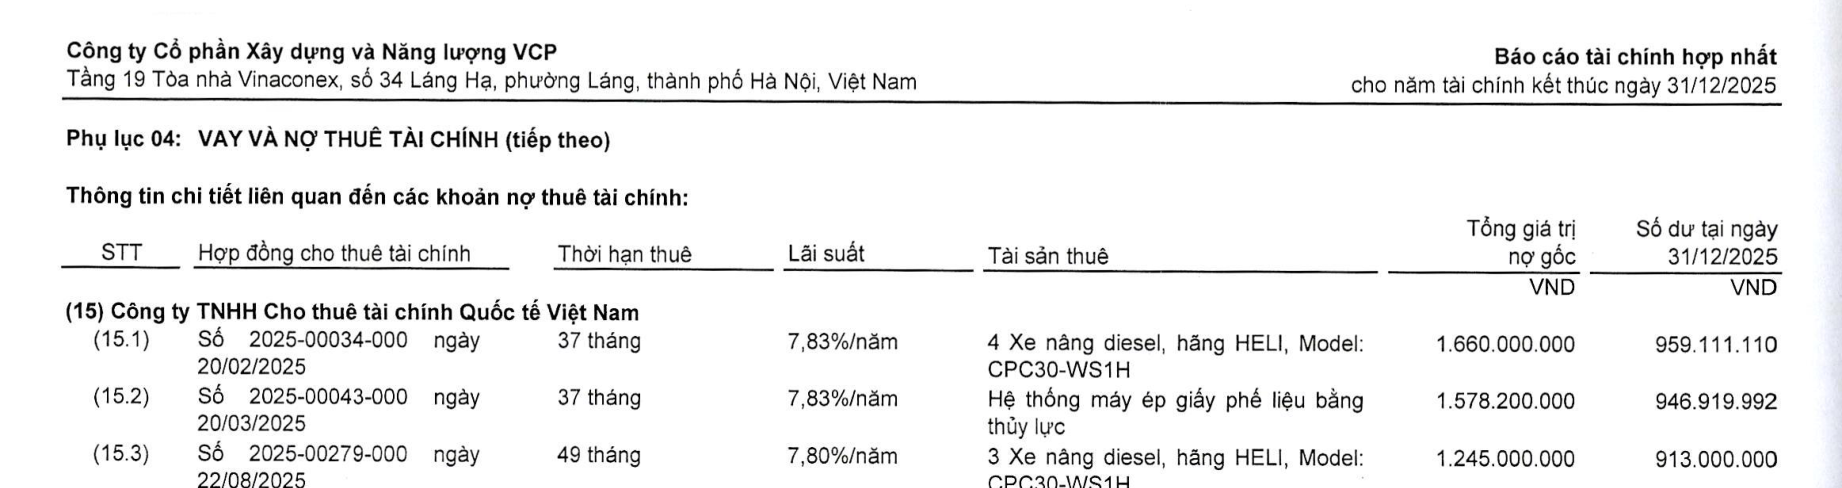 Công ty Cổ phần Xây dựng và Năng lượng VCP
Báo cáo tài chính hợp nhất
Tầng 19 Tòa nhà Vinaconex, số 34 Láng Hạ, phường Láng, thành phố Hà Nội, Việt Nam
cho năm tài chính kết thúc ngày 31/12/2025
Phụ lục 04: VAY VÀ NỢ THUÊ TÀI CHÍNH (tiếp theo)
Thông tin chi tiết liên quan đến các khoản nợ thuê tài chính:
STT Hợp đồng cho thuê tài chính Thời hạn thuê Lãi suất Tài sản thuê Tổng giá trị nợ gốc Số dư tại ngày 31/12/2025
VND VND
(15) Công ty TNHH Cho thuê tài chính Quốc tế Việt Nam
(15.1) Số 2025-00034-000 ngày 37 tháng 7,83%/năm 4 Xe nâng diesel, hãng HELI, Model: 1.660.000.000 959.111.110
20/02/2025 CPC30-WS1H
(15.2) Số 2025-00043-000 ngày 37 tháng 7,83%/năm Hệ thống máy ép giấy phế liệu bằng 1.578.200.000 946.919.992
20/03/2025 thủy lực
(15.3) Số 2025-00279-000 ngày 49 tháng 7,80%/năm 3 Xe nâng diesel, hãng HELI, Model: 1.245.000.000 913.000.000
22/08/2025 CPC30-WS1H